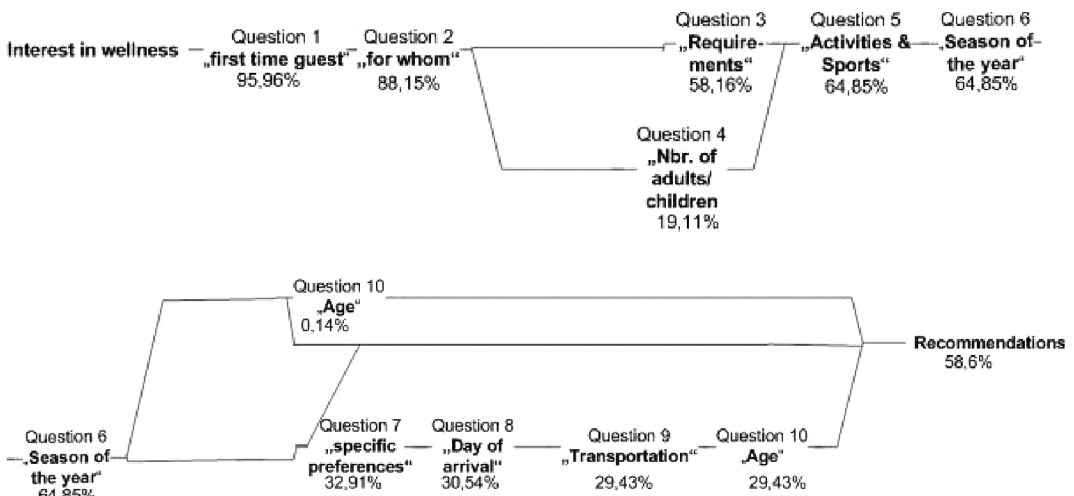 Interest in wellness
Question 1
„first time guest“
95,96%
Question 2
„for whom“
88,15%
Question 3
„Require-
ments“
58,16%
Question 4
„Nbr. of
adults/
children
19,11%
Question 5
„Activities &
Sports“
64,85%
Question 6
„Season of
the year“
64,85%
Question 6
„Season of
the year“
64,85%
Question 10
„Age“
0,14%
Question 7
„specific
preferences“
32,91%
Question 8
„Day of
arrival“
30,54%
Question 9
„Transportation“
29,43%
Question 10
„Age“
29,43%
Recommendations
58,6%